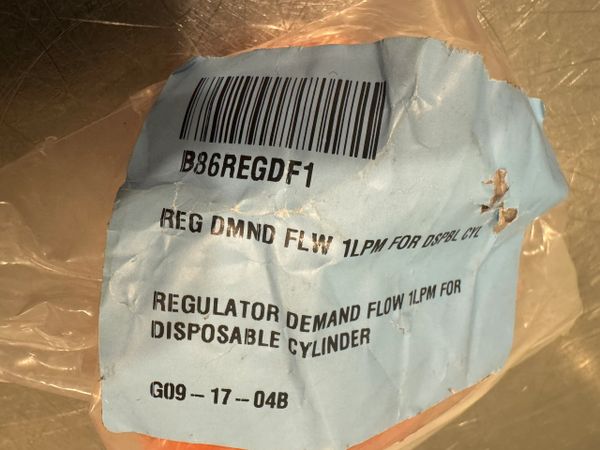 B86REGDF1
REG DMND FLW 1LPM FOR DSPBL CYL
REGULATOR DEMAND FLOW 1LPM FOR
DISPOSABLE CYLINDER
G09-17-04B